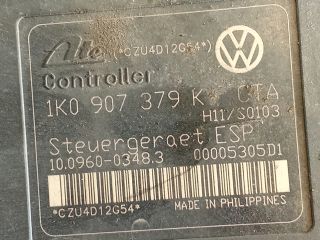 Ate *CZU4D12G54*
Controller
1K0 907 379 K CTA
H11/S0103
Steuergeraet ESP
10.0960-0348.3 00005305D1
*CZU4D12G54*
MADE IN PHILIPPINES